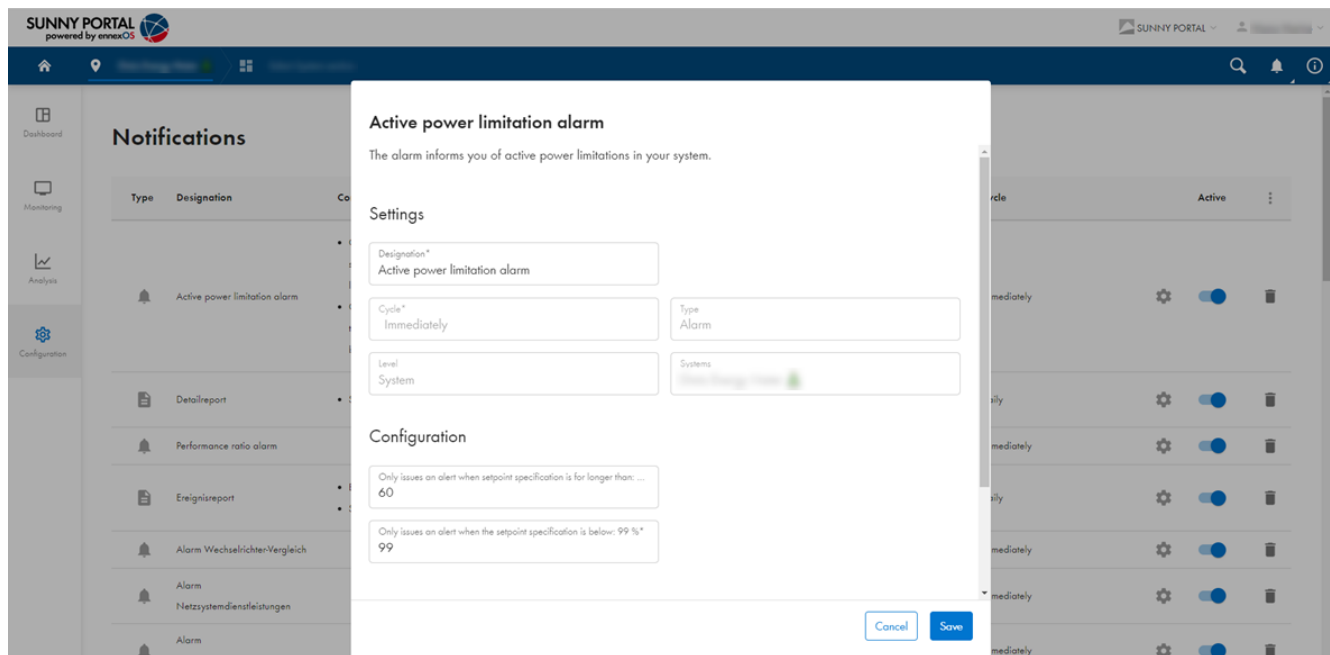 SUNNY PORTAL
powered by ennexOS
SUNNY PORTAL
Dashboard
Monitoring
Analysis
Configuration
Notifications
Type Designation Co ycle Active
Active power limitation alarm mediately
Detailreport ily
Performance ratio alarm mediately
Ereignisreport ily
Alarm Wechselrichter-Vergleich mediately
Alarm
Netzsystemdienstleistungen mediately
Alarm mediately
Active power limitation alarm
The alarm informs you of active power limitations in your system.
Settings
Designation*
Active power limitation alarm
Cycle* Type
Immediately Alarm
Level Systems
System
Configuration
Only issues an alert when setpoint specification is for longer than: ...
60
Only issues an alert when the setpoint specification is below: 99 %*
99
Cancel Save